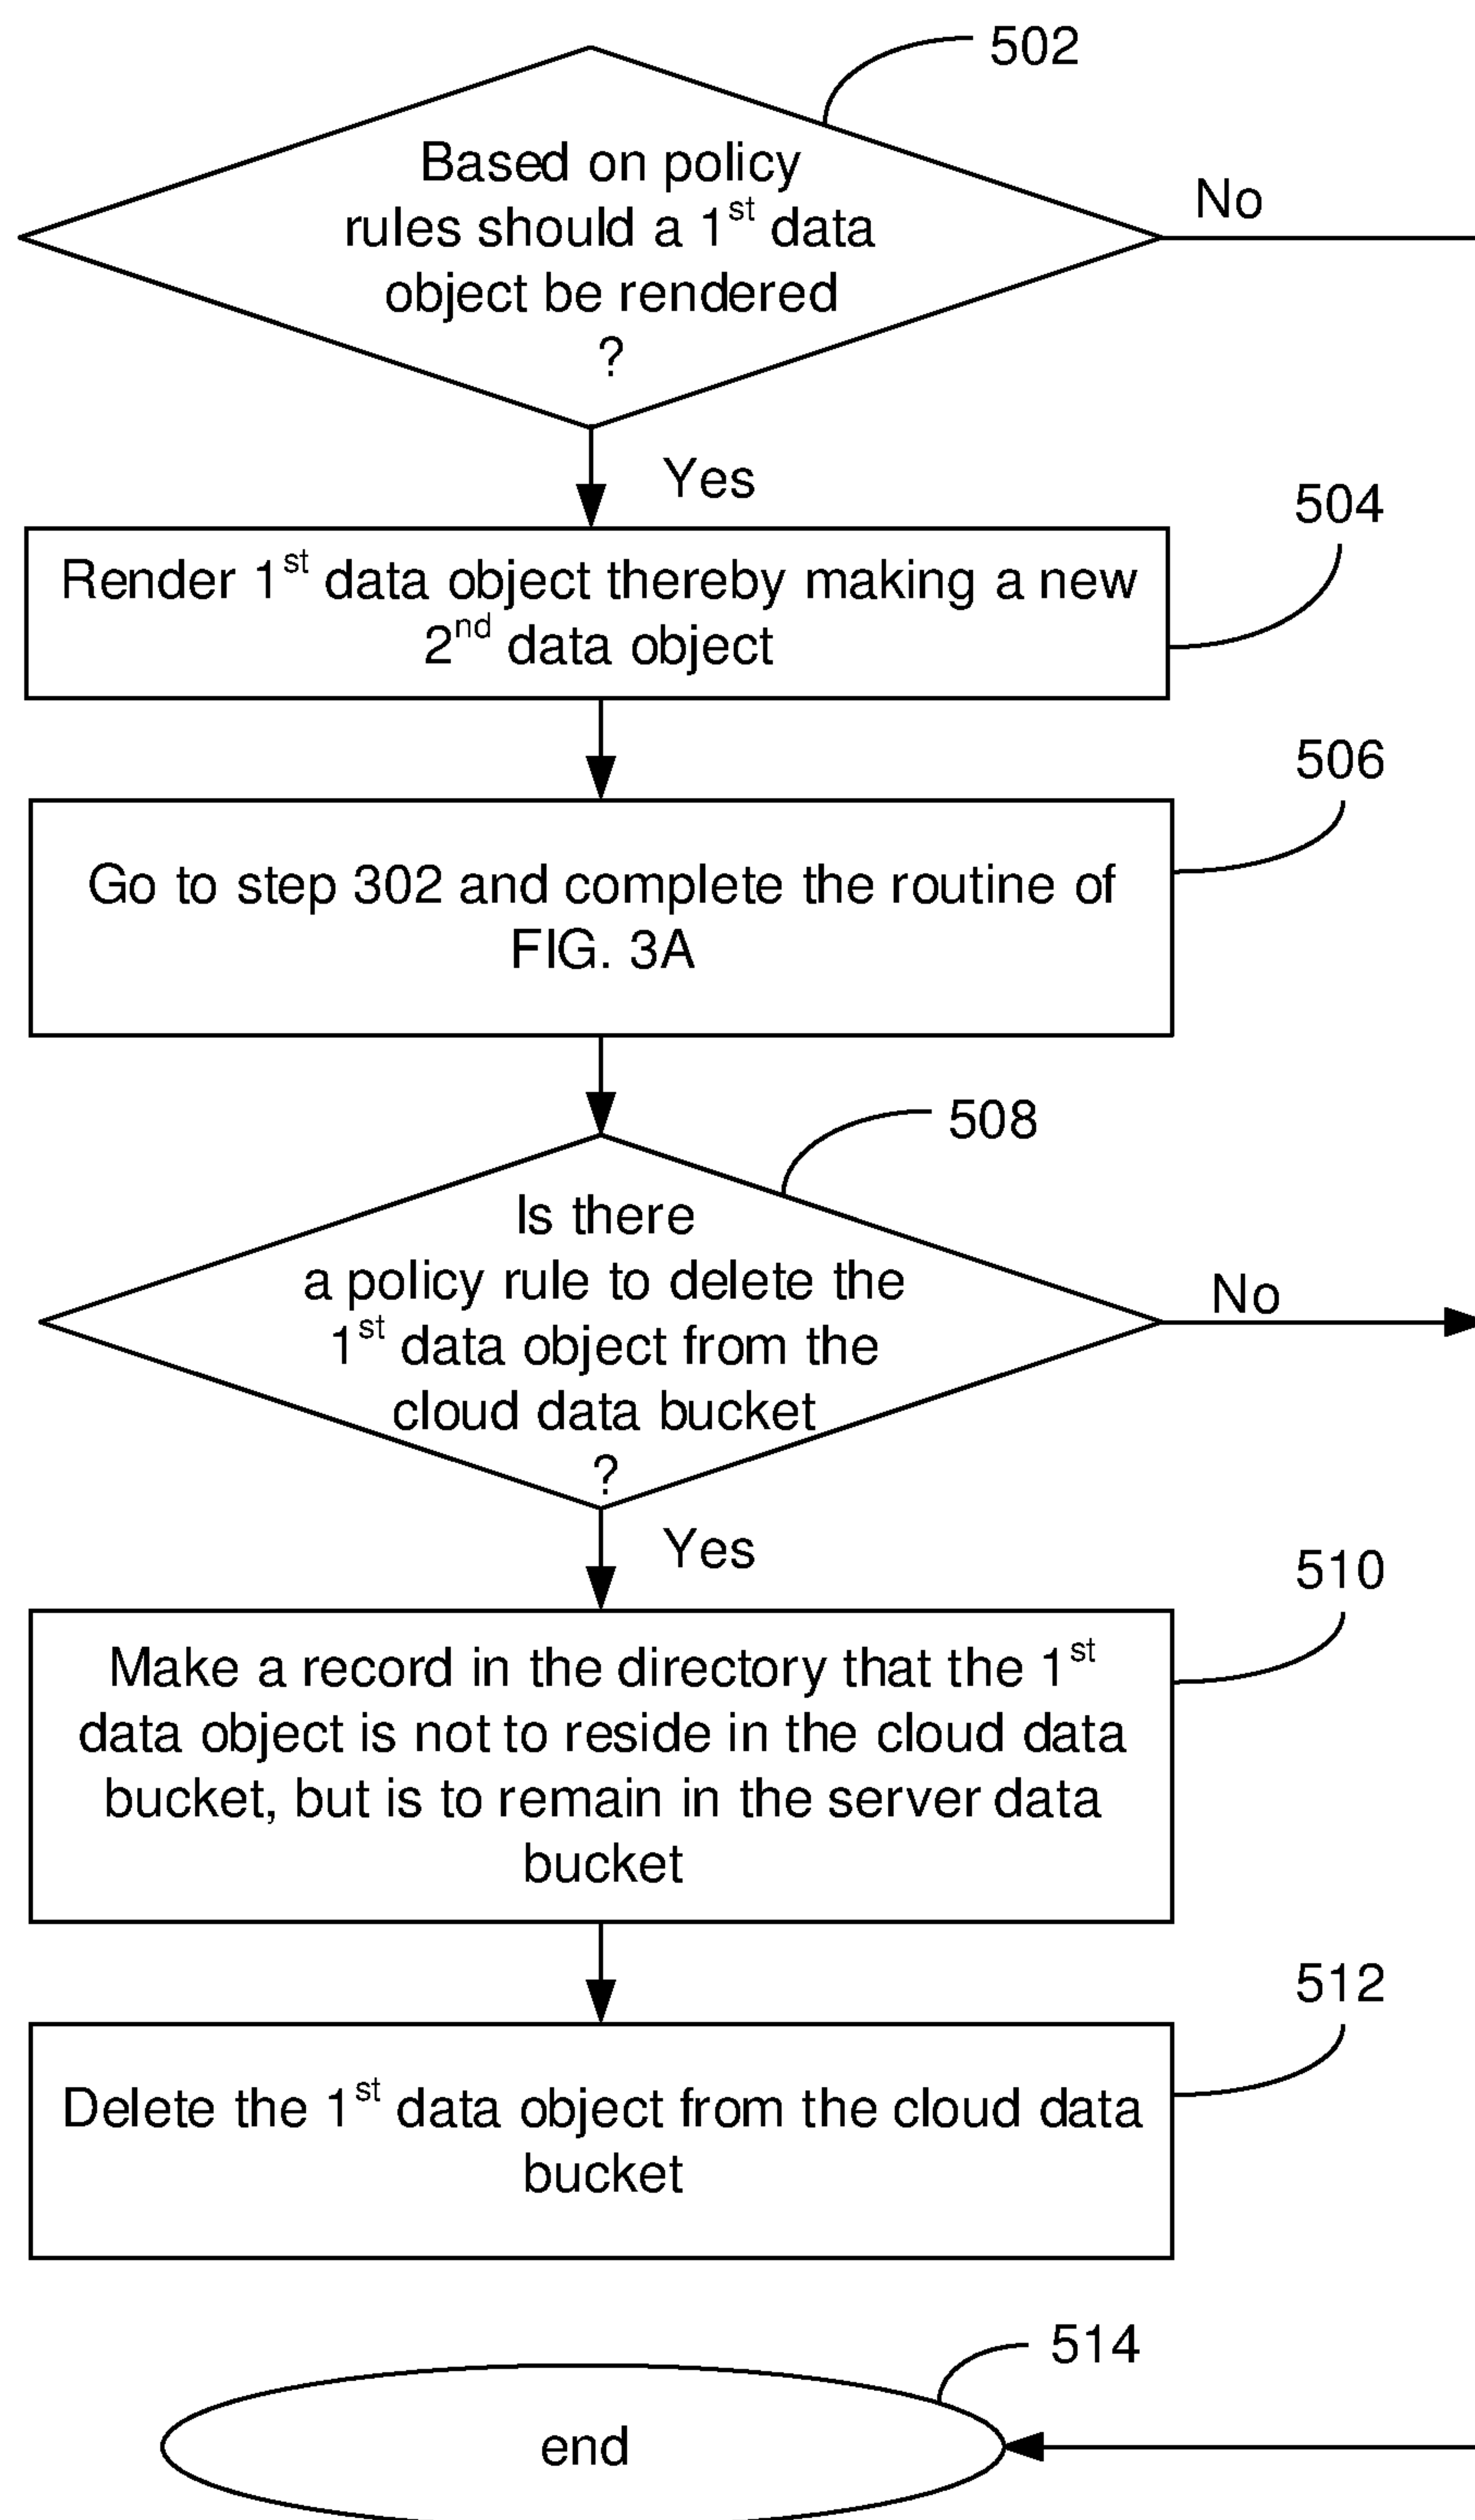 502
Based on policy
rules should a 1st data
object be rendered
?
No
Yes
504
Render 1st data object thereby making a new
2nd data object
506
Go to step 302 and complete the routine of
FIG. 3A
508
Is there
a policy rule to delete the
1st data object from the
cloud data bucket
?
No
Yes
510
Make a record in the directory that the 1st
data object is not to reside in the cloud data
bucket, but is to remain in the server data
bucket
512
Delete the 1st data object from the cloud data
bucket
514
end